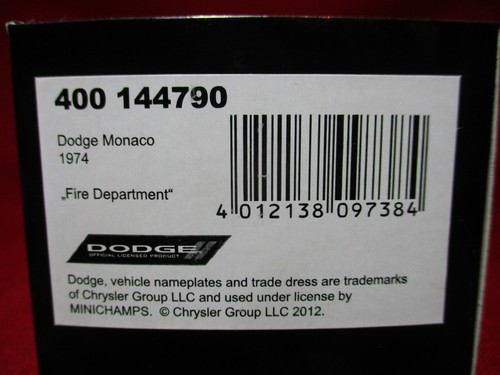 400 144790
Dodge Monaco
1974
„Fire Department“
4 012138 097384
DODGE
OFFICIAL LICENSED PRODUCT
Dodge, vehicle nameplates and trade dress are trademarks
of Chrysler Group LLC and used under license by
MINICHAMPS. © Chrysler Group LLC 2012.